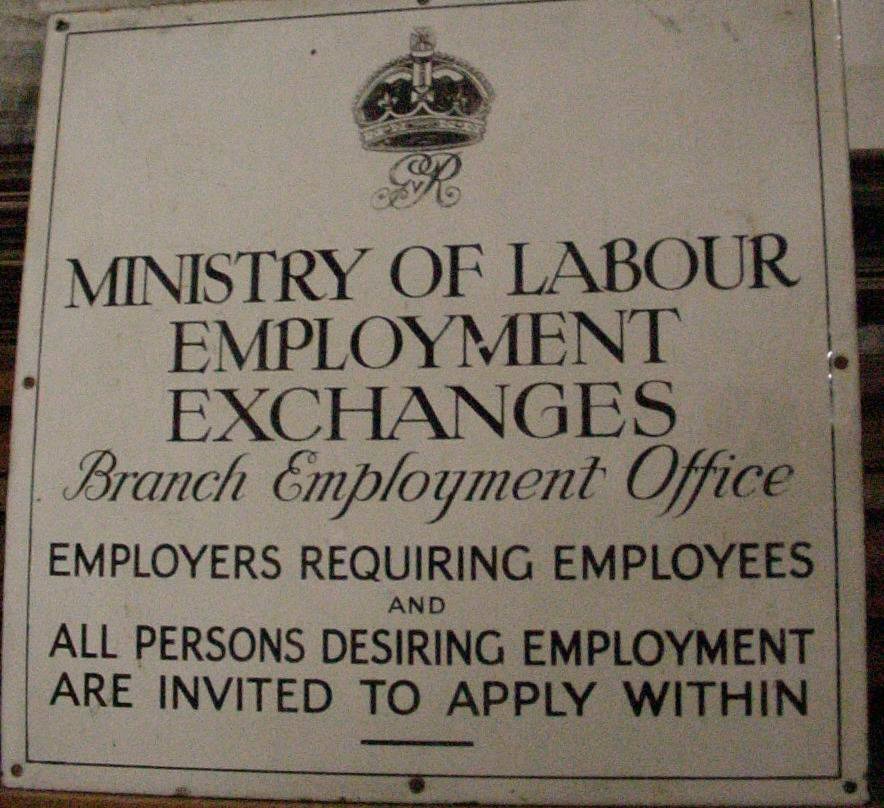 GVR
MINISTRY OF LABOUR
EMPLOYMENT
EXCHANGES
Branch Employment Office
EMPLOYERS REQUIRING EMPLOYEES
AND
ALL PERSONS DESIRING EMPLOYMENT
ARE INVITED TO APPLY WITHIN